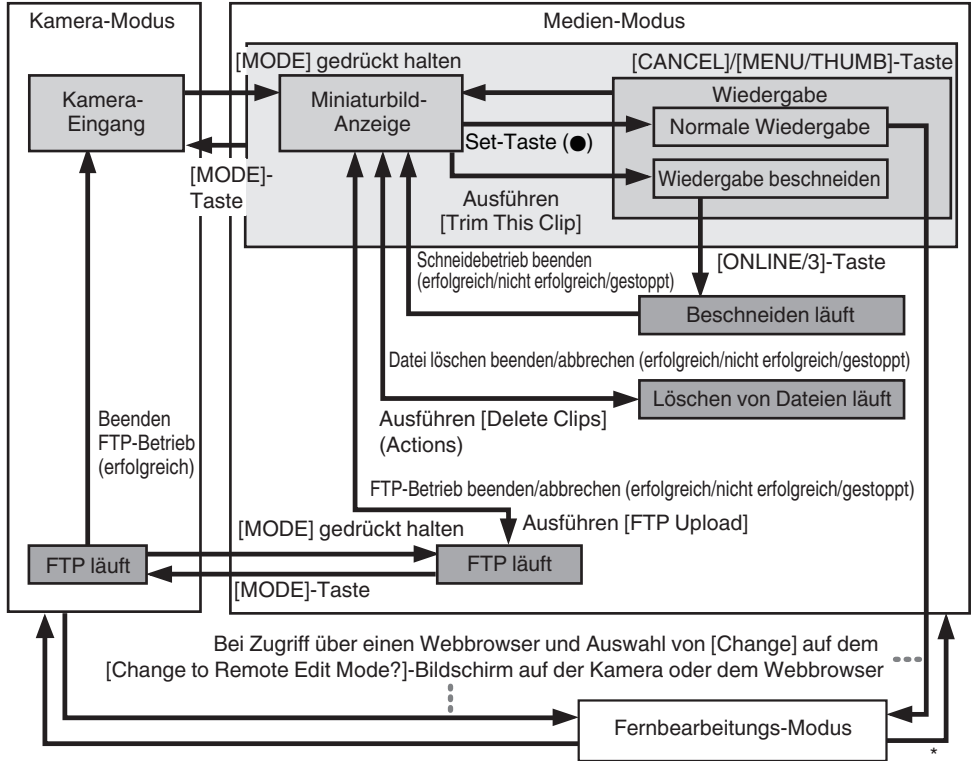 Kamera-Modus
Medien-Modus
[MODE] gedrückt halten
[CANCEL]/[MENU/THUMB]-Taste
Kamera-
Eingang
Miniaturbild-
Anzeige
Wiedergabe
Normale Wiedergabe
Set-Taste (●)
Wiedergabe beschneiden
[MODE]-
Taste
Ausführen
[Trim This Clip]
Schneidebetrieb beenden
(erfolgreich/nicht erfolgreich/gestoppt)
[ONLINE/3]-Taste
Beschneiden läuft
Datei löschen beenden/abbrechen (erfolgreich/nicht erfolgreich/gestoppt)
Löschen von Dateien läuft
Ausführen [Delete Clips]
(Actions)
Beenden
FTP-Betrieb
(erfolgreich)
FTP-Betrieb beenden/abbrechen (erfolgreich/nicht erfolgreich/gestoppt)
Ausführen [FTP Upload]
[MODE] gedrückt halten
FTP läuft
FTP läuft
[MODE]-Taste
Bei Zugriff über einen Webbrowser und Auswahl von [Change] auf dem
[Change to Remote Edit Mode?]-Bildschirm auf der Kamera oder dem Webbrowser
Fernbearbeitungs-Modus
*